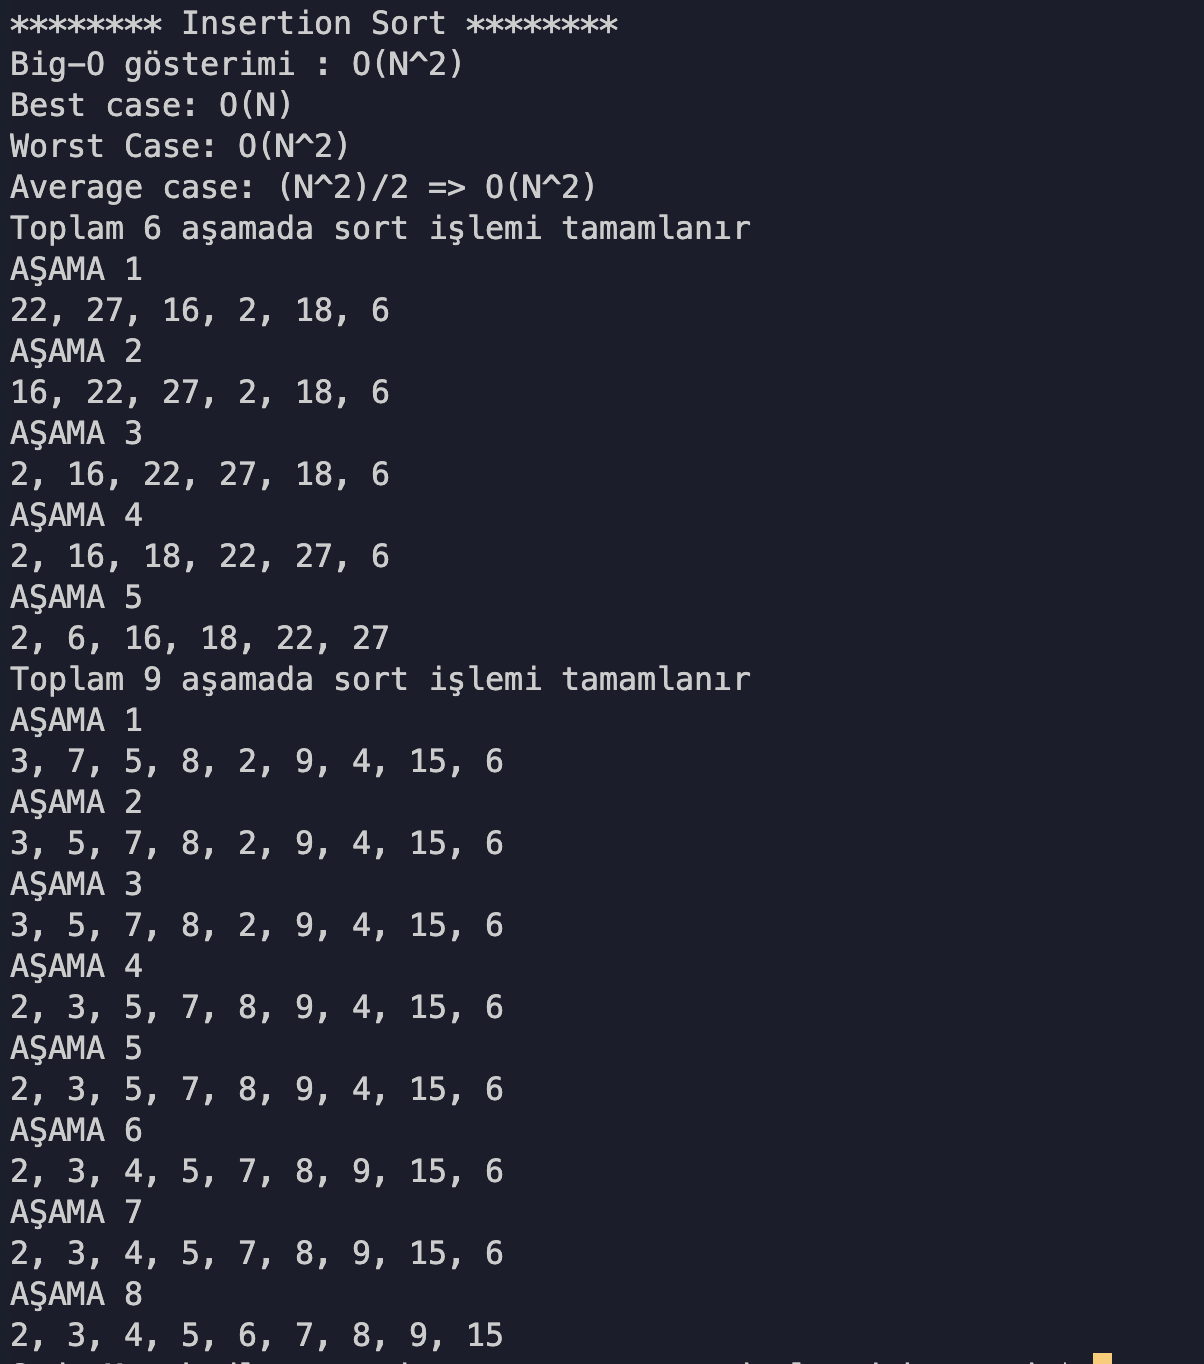 ******** Insertion Sort ********
Big-O gösterimi : O(N^2)
Best case: O(N)
Worst Case: O(N^2)
Average case: (N^2)/2 => O(N^2)
Toplam 6 aşamada sort işlemi tamamlanır
AŞAMA 1
22, 27, 16, 2, 18, 6
AŞAMA 2
16, 22, 27, 2, 18, 6
AŞAMA 3
2, 16, 22, 27, 18, 6
AŞAMA 4
2, 16, 18, 22, 27, 6
AŞAMA 5
2, 6, 16, 18, 22, 27
Toplam 9 aşamada sort işlemi tamamlanır
AŞAMA 1
3, 7, 5, 8, 2, 9, 4, 15, 6
AŞAMA 2
3, 5, 7, 8, 2, 9, 4, 15, 6
AŞAMA 3
3, 5, 7, 8, 2, 9, 4, 15, 6
AŞAMA 4
2, 3, 5, 7, 8, 9, 4, 15, 6
AŞAMA 5
2, 3, 5, 7, 8, 9, 4, 15, 6
AŞAMA 6
2, 3, 4, 5, 7, 8, 9, 15, 6
AŞAMA 7
2, 3, 4, 5, 7, 8, 9, 15, 6
AŞAMA 8
2, 3, 4, 5, 6, 7, 8, 9, 15